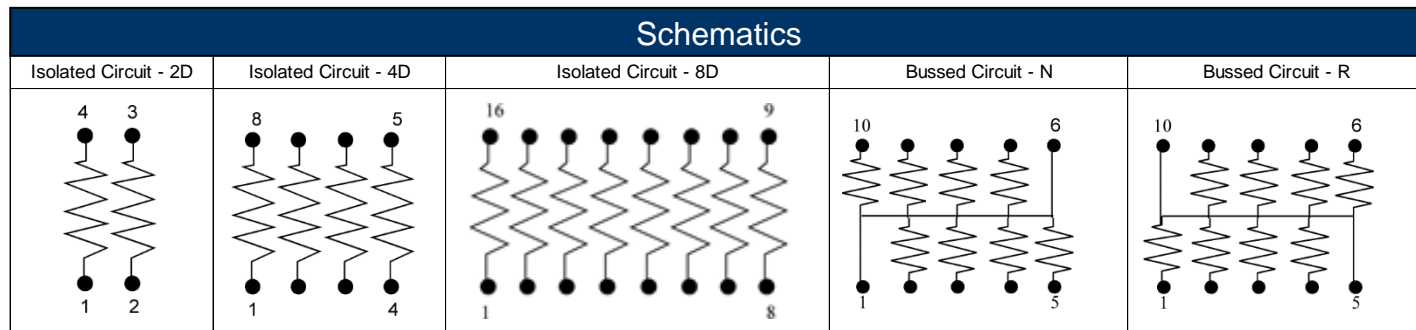 Schematics
Isolated Circuit - 2D
Isolated Circuit - 4D
Isolated Circuit - 8D
Bussed Circuit - N
Bussed Circuit - R
4 3
1 2
8 5
1 4
16 9
1 8
10 6
1 5
10 6
1 5